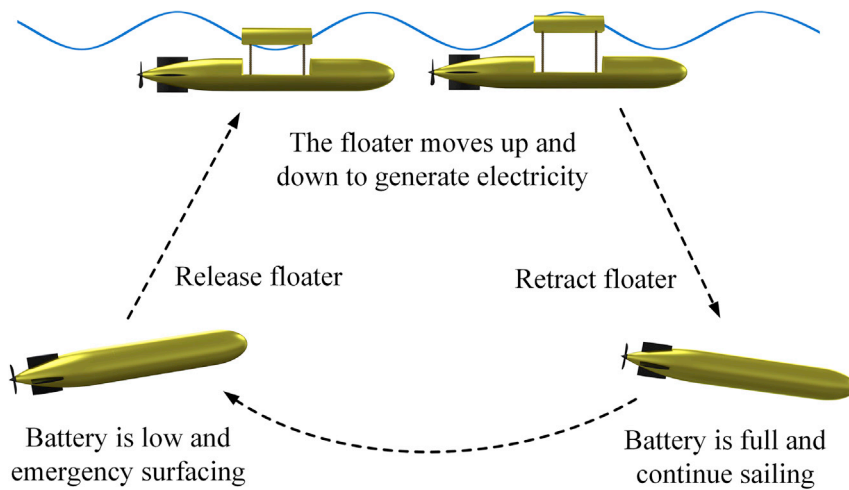 The floater moves up and
down to generate electricity
Release floater
Retract floater
Battery is low and
emergency surfacing
Battery is full and
continue sailing